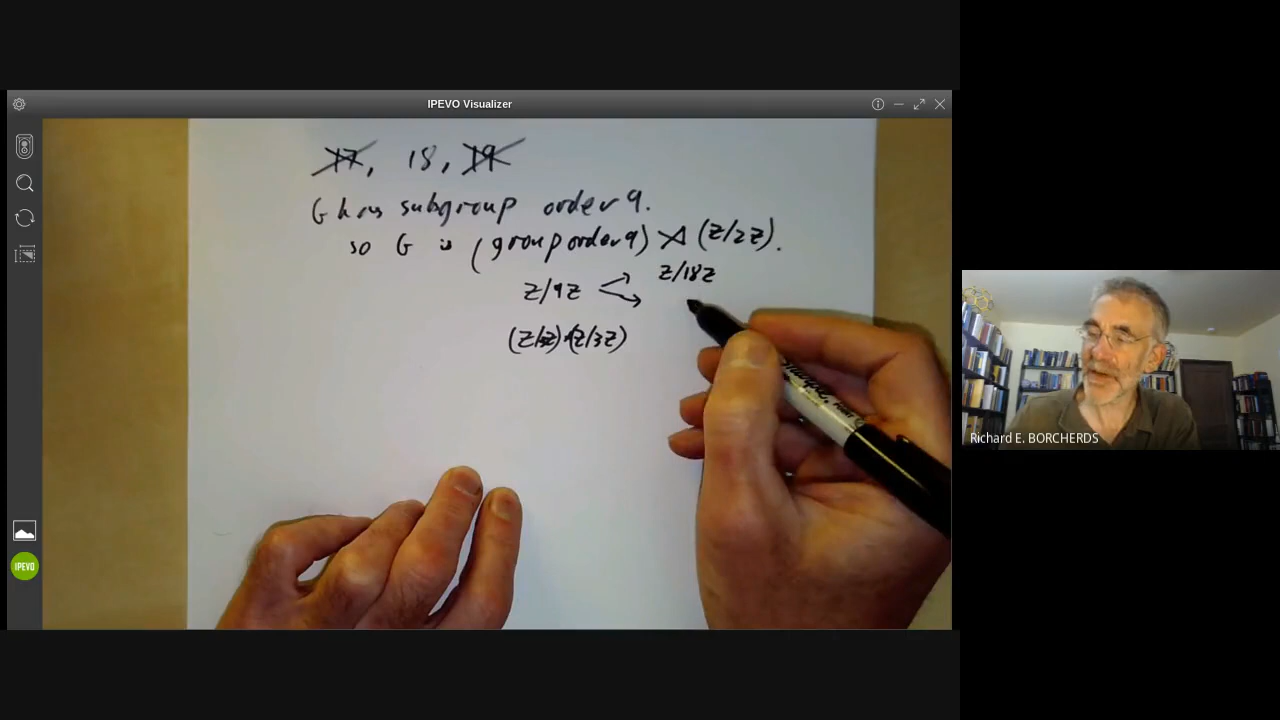 IPEVO Visualizer
17, 18, 19
G has subgroup order 9.
so G is (group order 9) ⋊ (Z/2Z).
Z/18Z
Z/9Z
(Z/3Z)×(Z/3Z)
IPEVO
Richard E. BORCHERDS